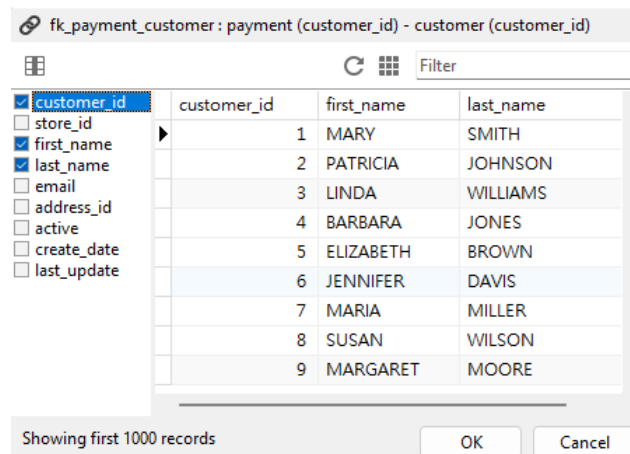 fk_payment_customer : payment (customer_id) - customer (customer_id)
Filter
customer_id
store_id
first_name
last_name
email
address_id
active
create_date
last_update
customer_id first_name last_name
1 MARY SMITH
2 PATRICIA JOHNSON
3 LINDA WILLIAMS
4 BARBARA JONES
5 ELIZABETH BROWN
6 JENNIFER DAVIS
7 MARIA MILLER
8 SUSAN WILSON
9 MARGARET MOORE
Showing first 1000 records
OK Cancel